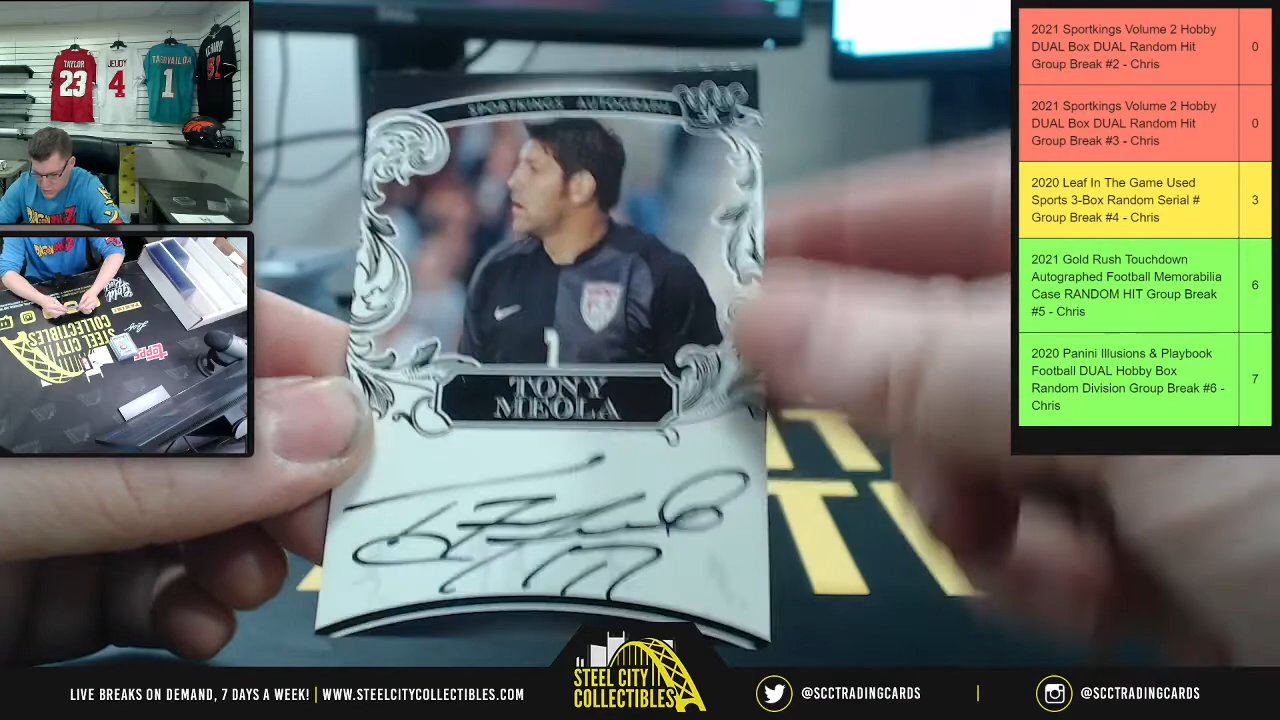 TAYLOR
23
JEUDY
4
TAGOVAILOA
1
51
STEEL CITY
COLLECTIBLES
SPORTKINGS AUTOGRAPH
1
TONY
MEOLA
2021 Sportkings Volume 2 Hobby
DUAL Box DUAL Random Hit
Group Break #2 - Chris
0
2021 Sportkings Volume 2 Hobby
DUAL Box DUAL Random Hit
Group Break #3 - Chris
0
2020 Leaf In The Game Used
Sports 3-Box Random Serial #
Group Break #4 - Chris
3
2021 Gold Rush Touchdown
Autographed Football Memorabilia
Case RANDOM HIT Group Break
#5 - Chris
6
2020 Panini Illusions & Playbook
Football DUAL Hobby Box
Random Division Group Break #6 -
Chris
7
LIVE BREAKS ON DEMAND, 7 DAYS A WEEK! | WWW.STEELCITYCOLLECTIBLES.COM
STEEL CITY
COLLECTIBLES
@SCCTRADINGCARDS
@SCCTRADINGCARDS